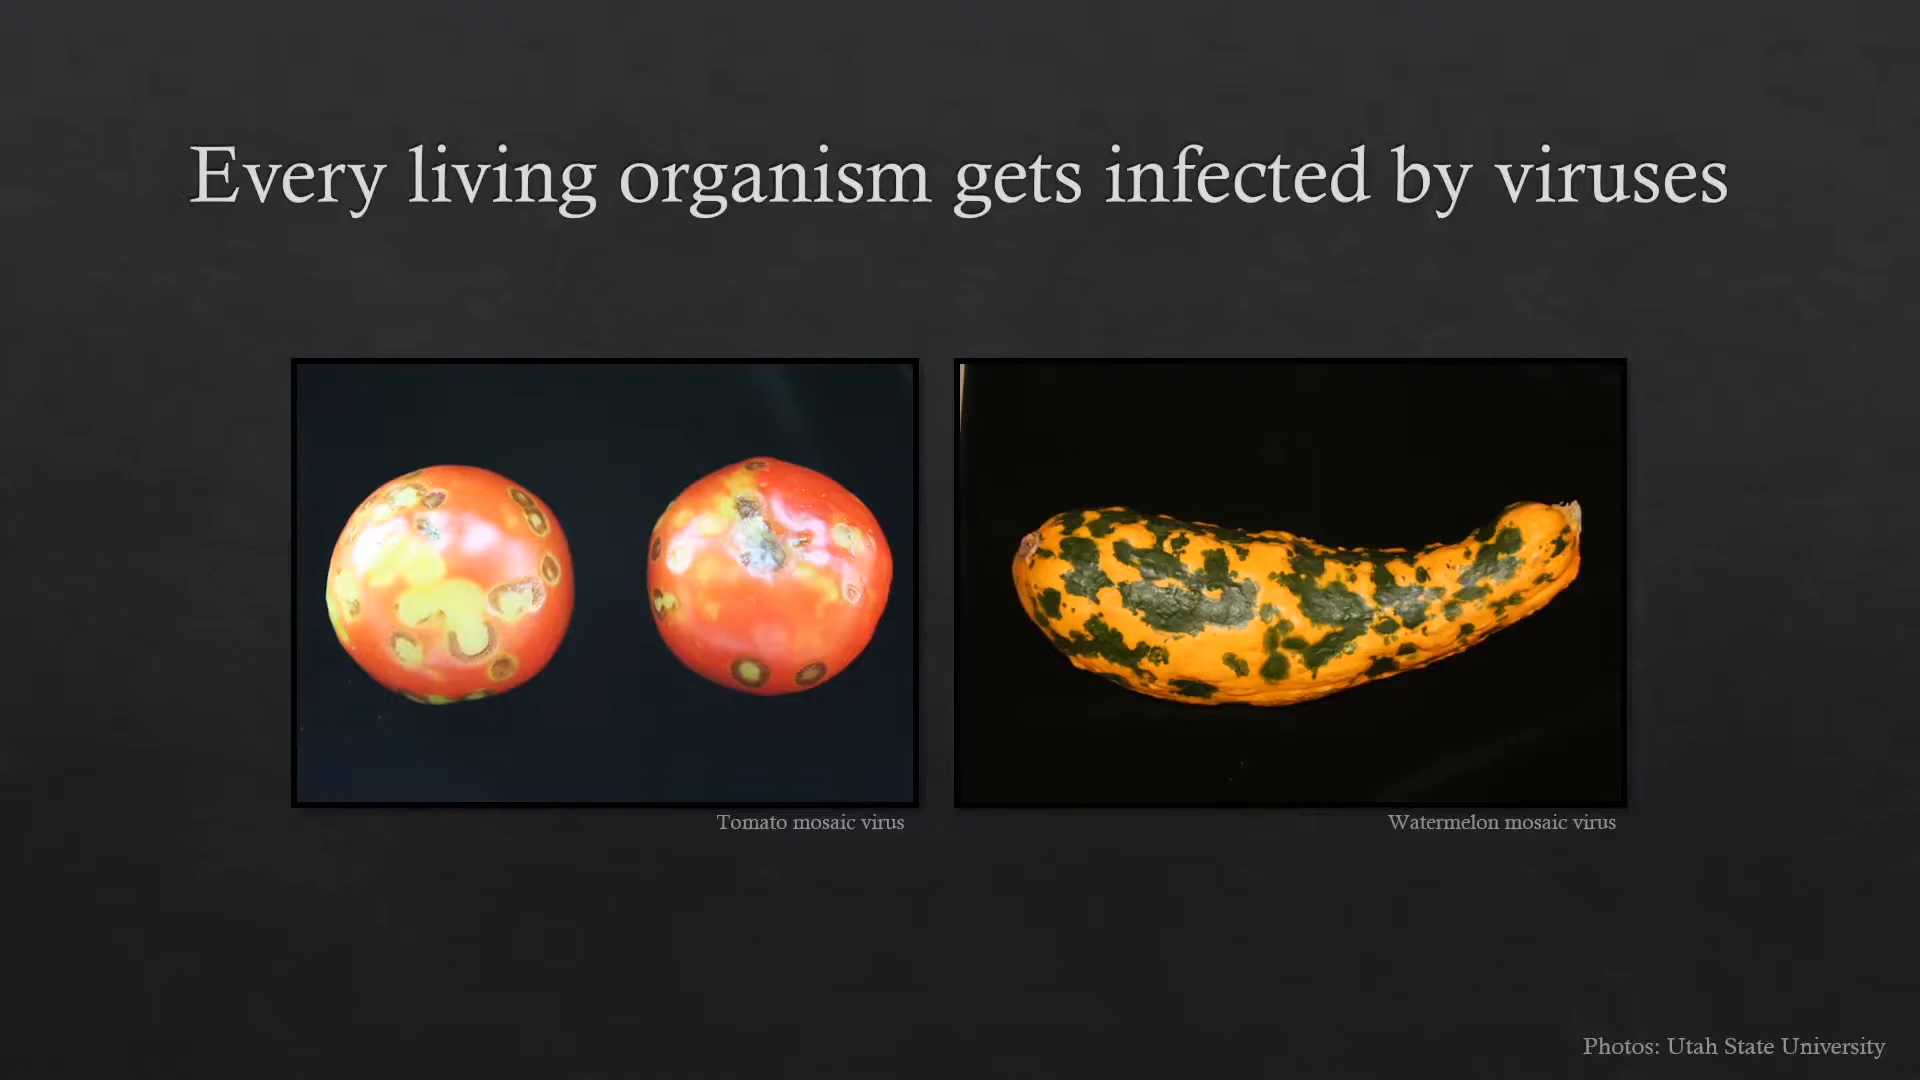 Every living organism gets infected by viruses
Tomato mosaic virus
Watermelon mosaic virus
Photos: Utah State University